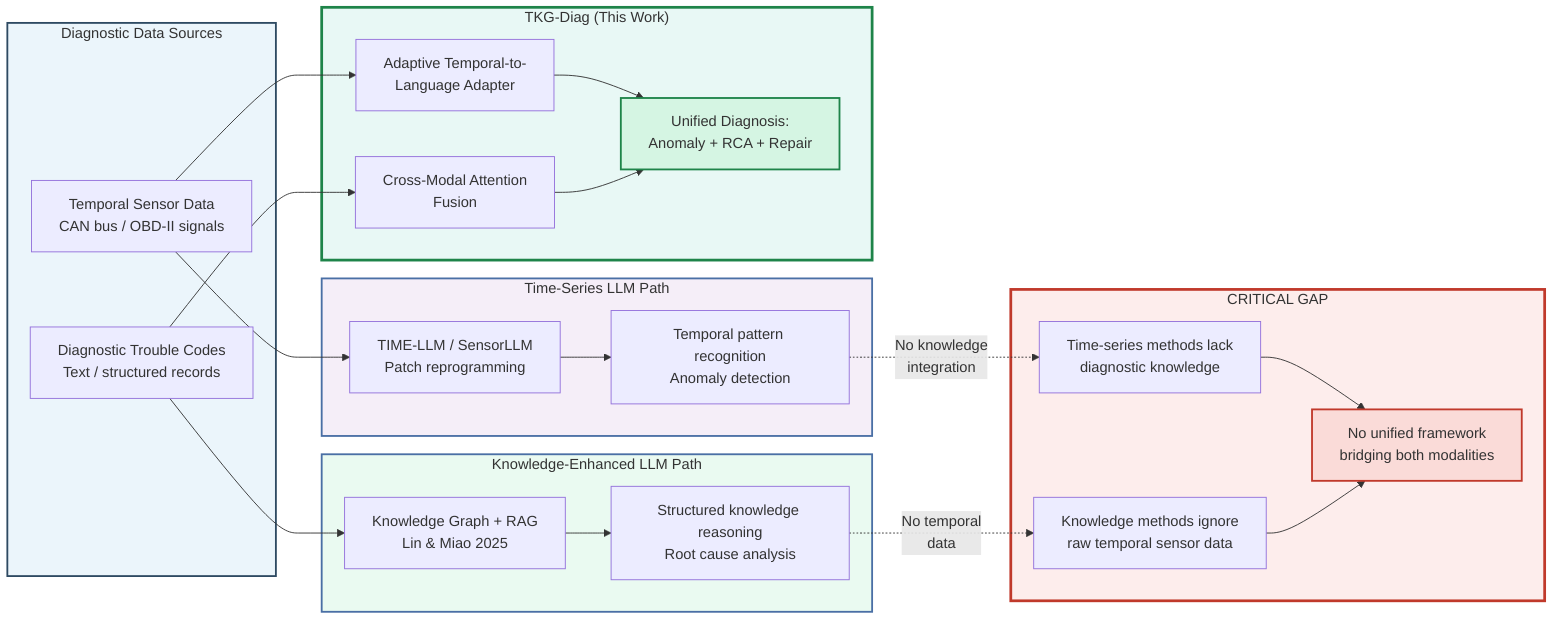 Diagnostic Data Sources
Temporal Sensor Data
CAN bus / OBD-II signals
Diagnostic Trouble Codes
Text / structured records
TKG-Diag (This Work)
Adaptive Temporal-to-
Language Adapter
Cross-Modal Attention
Fusion
Unified Diagnosis:
Anomaly + RCA + Repair
Time-Series LLM Path
TIME-LLM / SensorLLM
Patch reprogramming
Temporal pattern
recognition
Anomaly detection
Knowledge-Enhanced LLM Path
Knowledge Graph + RAG
Lin & Miao 2025
Structured knowledge
reasoning
Root cause analysis
No knowledge
integration
No temporal
data
CRITICAL GAP
Time-series methods lack
diagnostic knowledge
Knowledge methods ignore
raw temporal sensor data
No unified framework
bridging both modalities